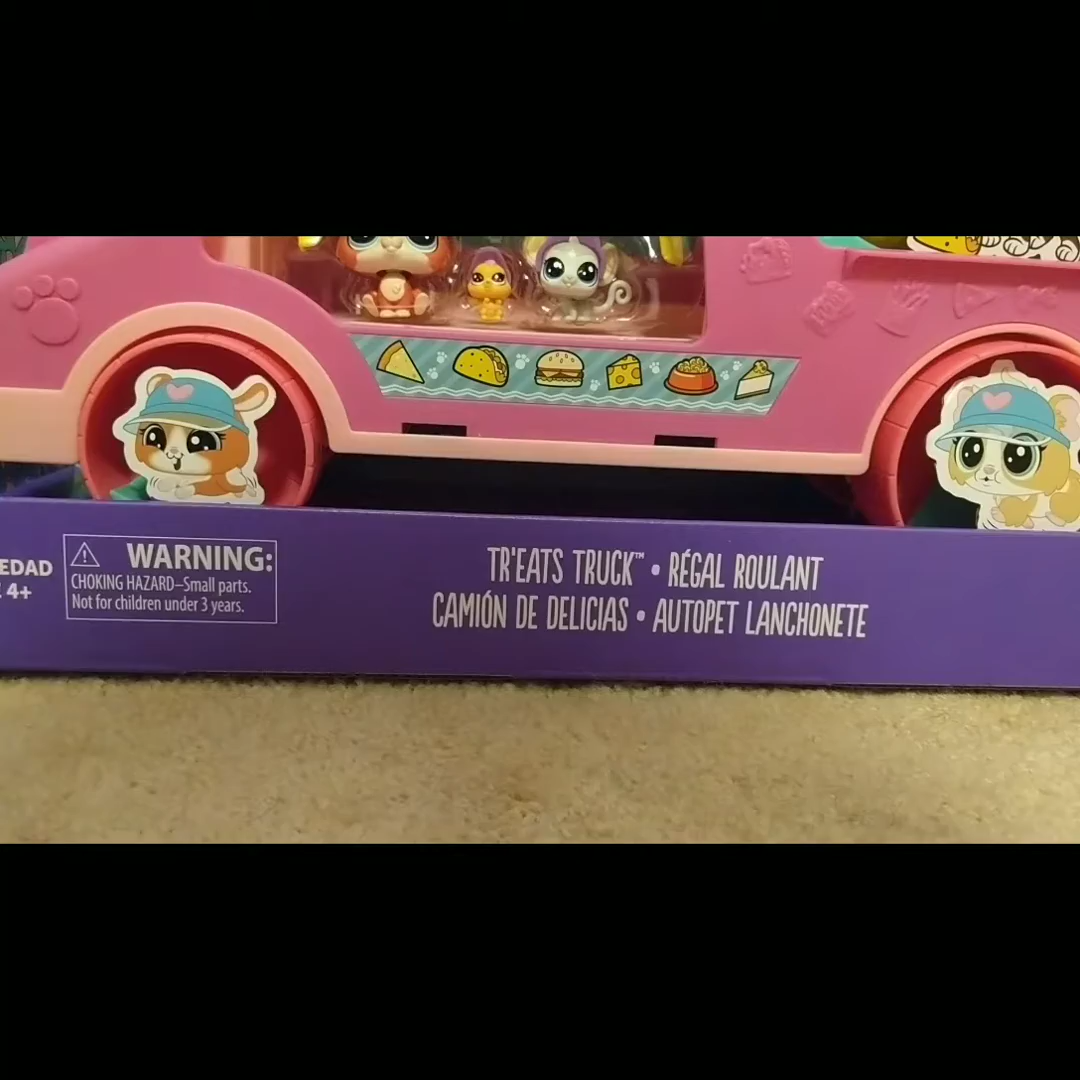 EDAD
4+
WARNING:
CHOKING HAZARD–Small parts.
Not for children under 3 years.
TR'EATS TRUCK™ • RÉGAL ROULANT
CAMIÓN DE DELICIAS • AUTOPET LANCHONETE